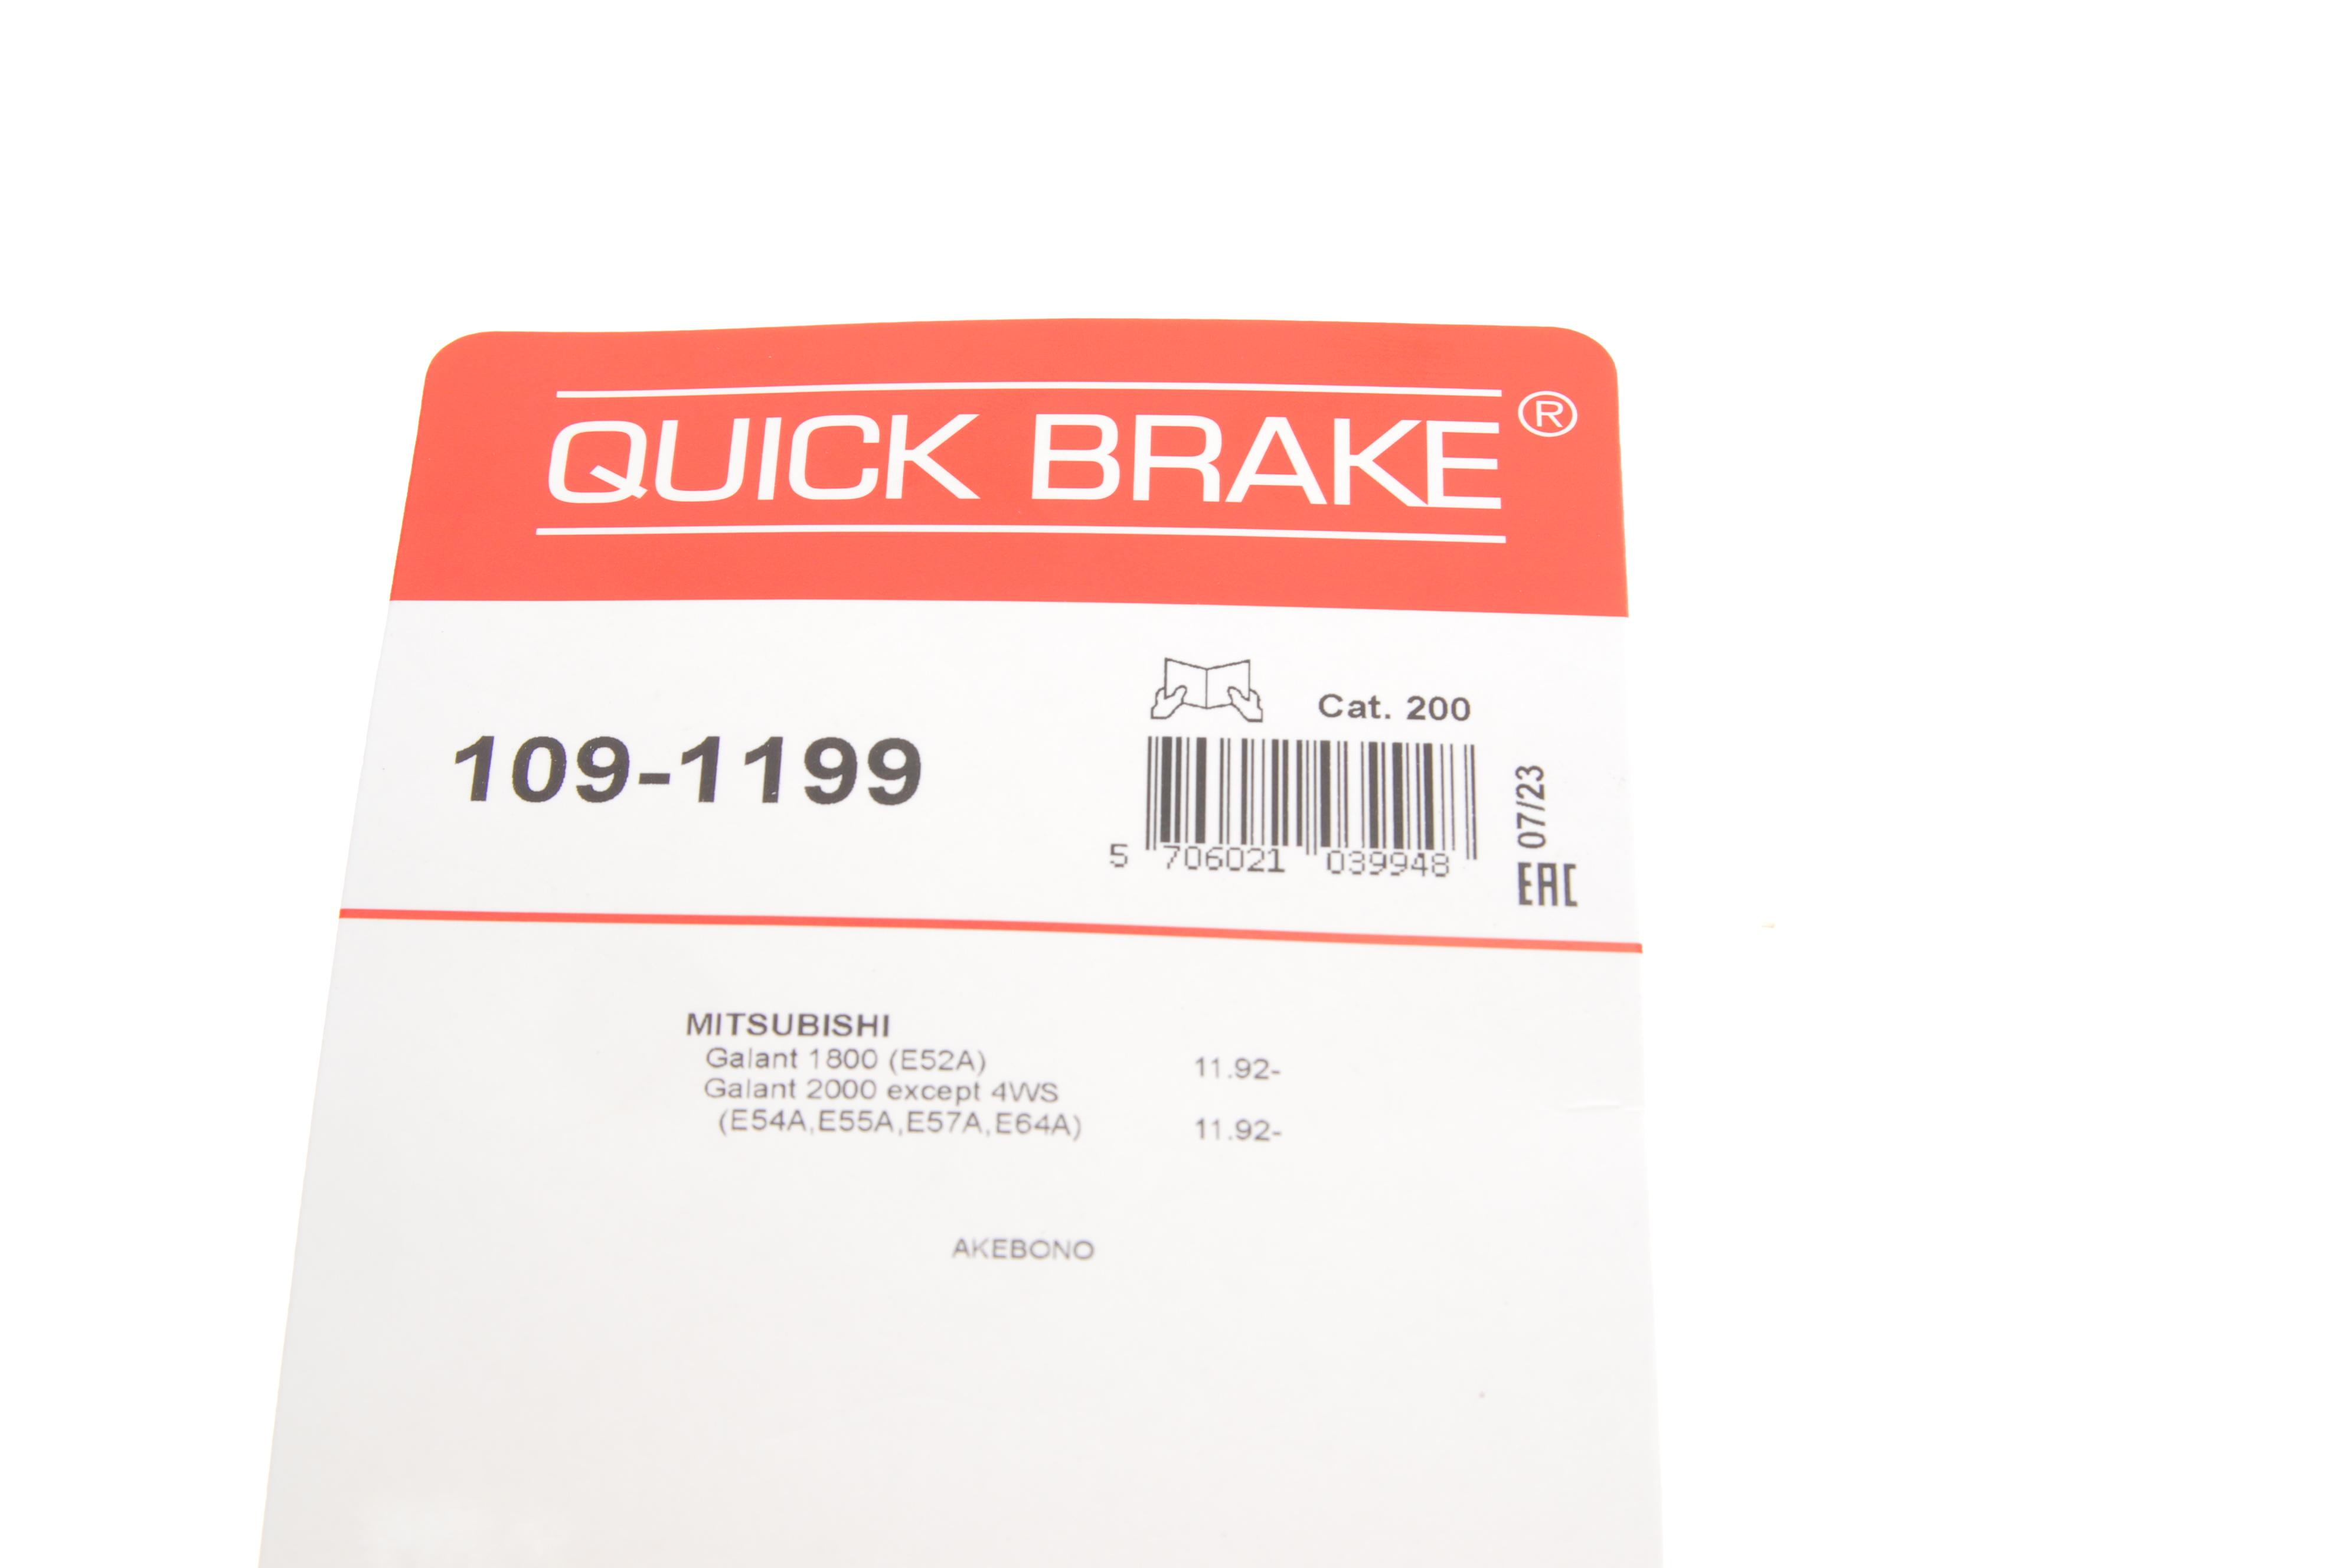 QUICK BRAKE®
Cat. 200
109-1199
5 706021 039948
07/23
EAC
MITSUBISHI
Galant 1800 (E52A) 11.92-
Galant 2000 except 4WS
(E54A,E55A,E57A,E64A) 11.92-
AKEBONO